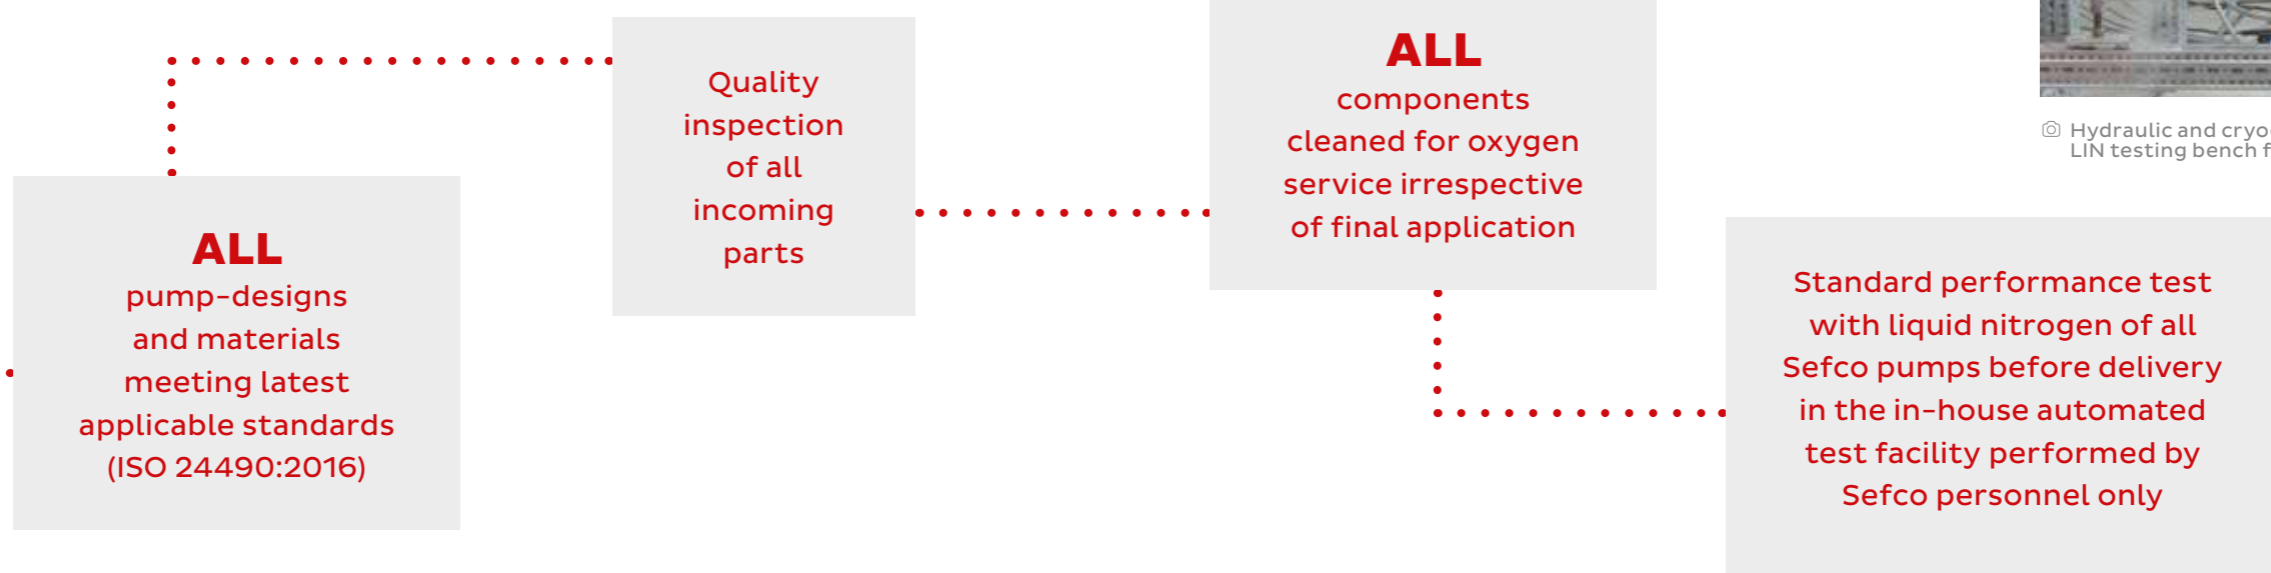 ALL
pump-designs
and materials
meeting latest
applicable standards
(ISO 24490:2016)
Quality
inspection
of all
incoming
parts
ALL
components
cleaned for oxygen
service irrespective
of final application
Hydraulic and
LIN testing bench
Standard performance test
with liquid nitrogen of all
Sefco pumps before delivery
in the in-house automated
test facility performed by
Sefco personnel only